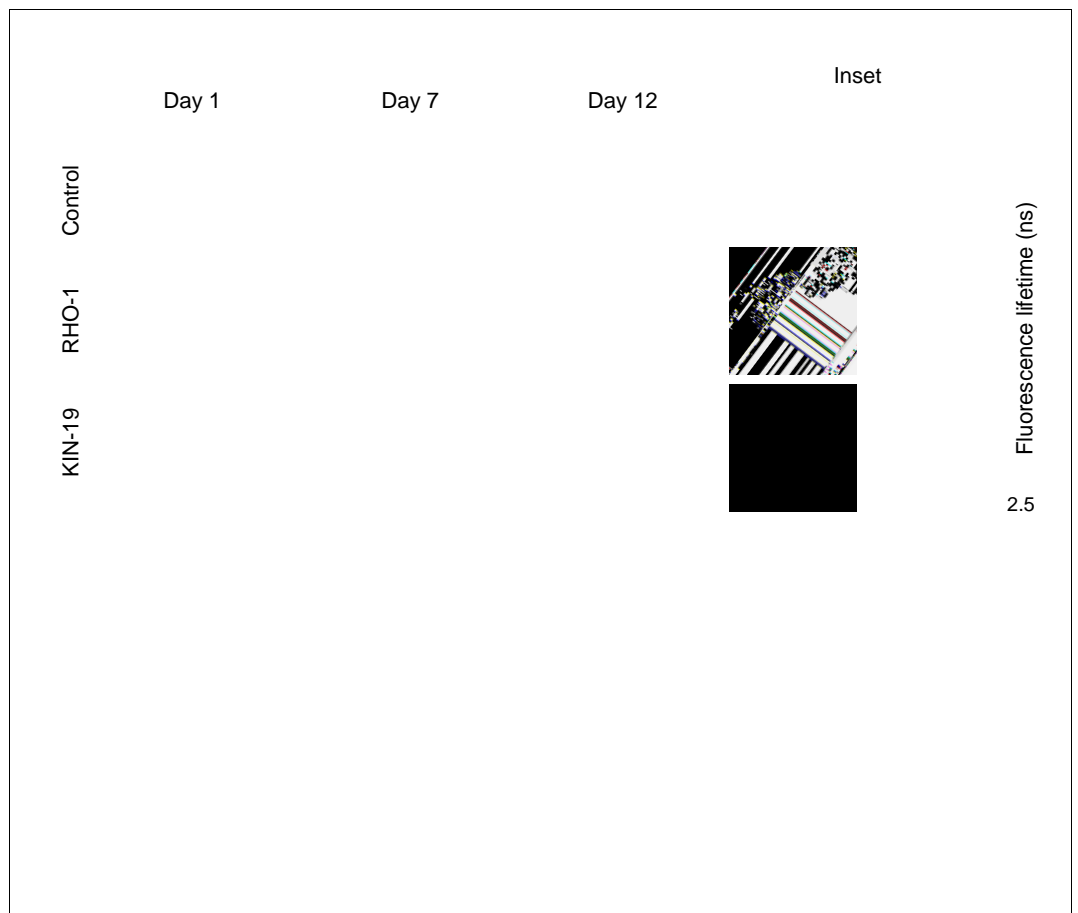 Inset
Day 1 Day 7 Day 12
Control
RHO-1
KIN-19
Fluorescence lifetime (ns)
2.5